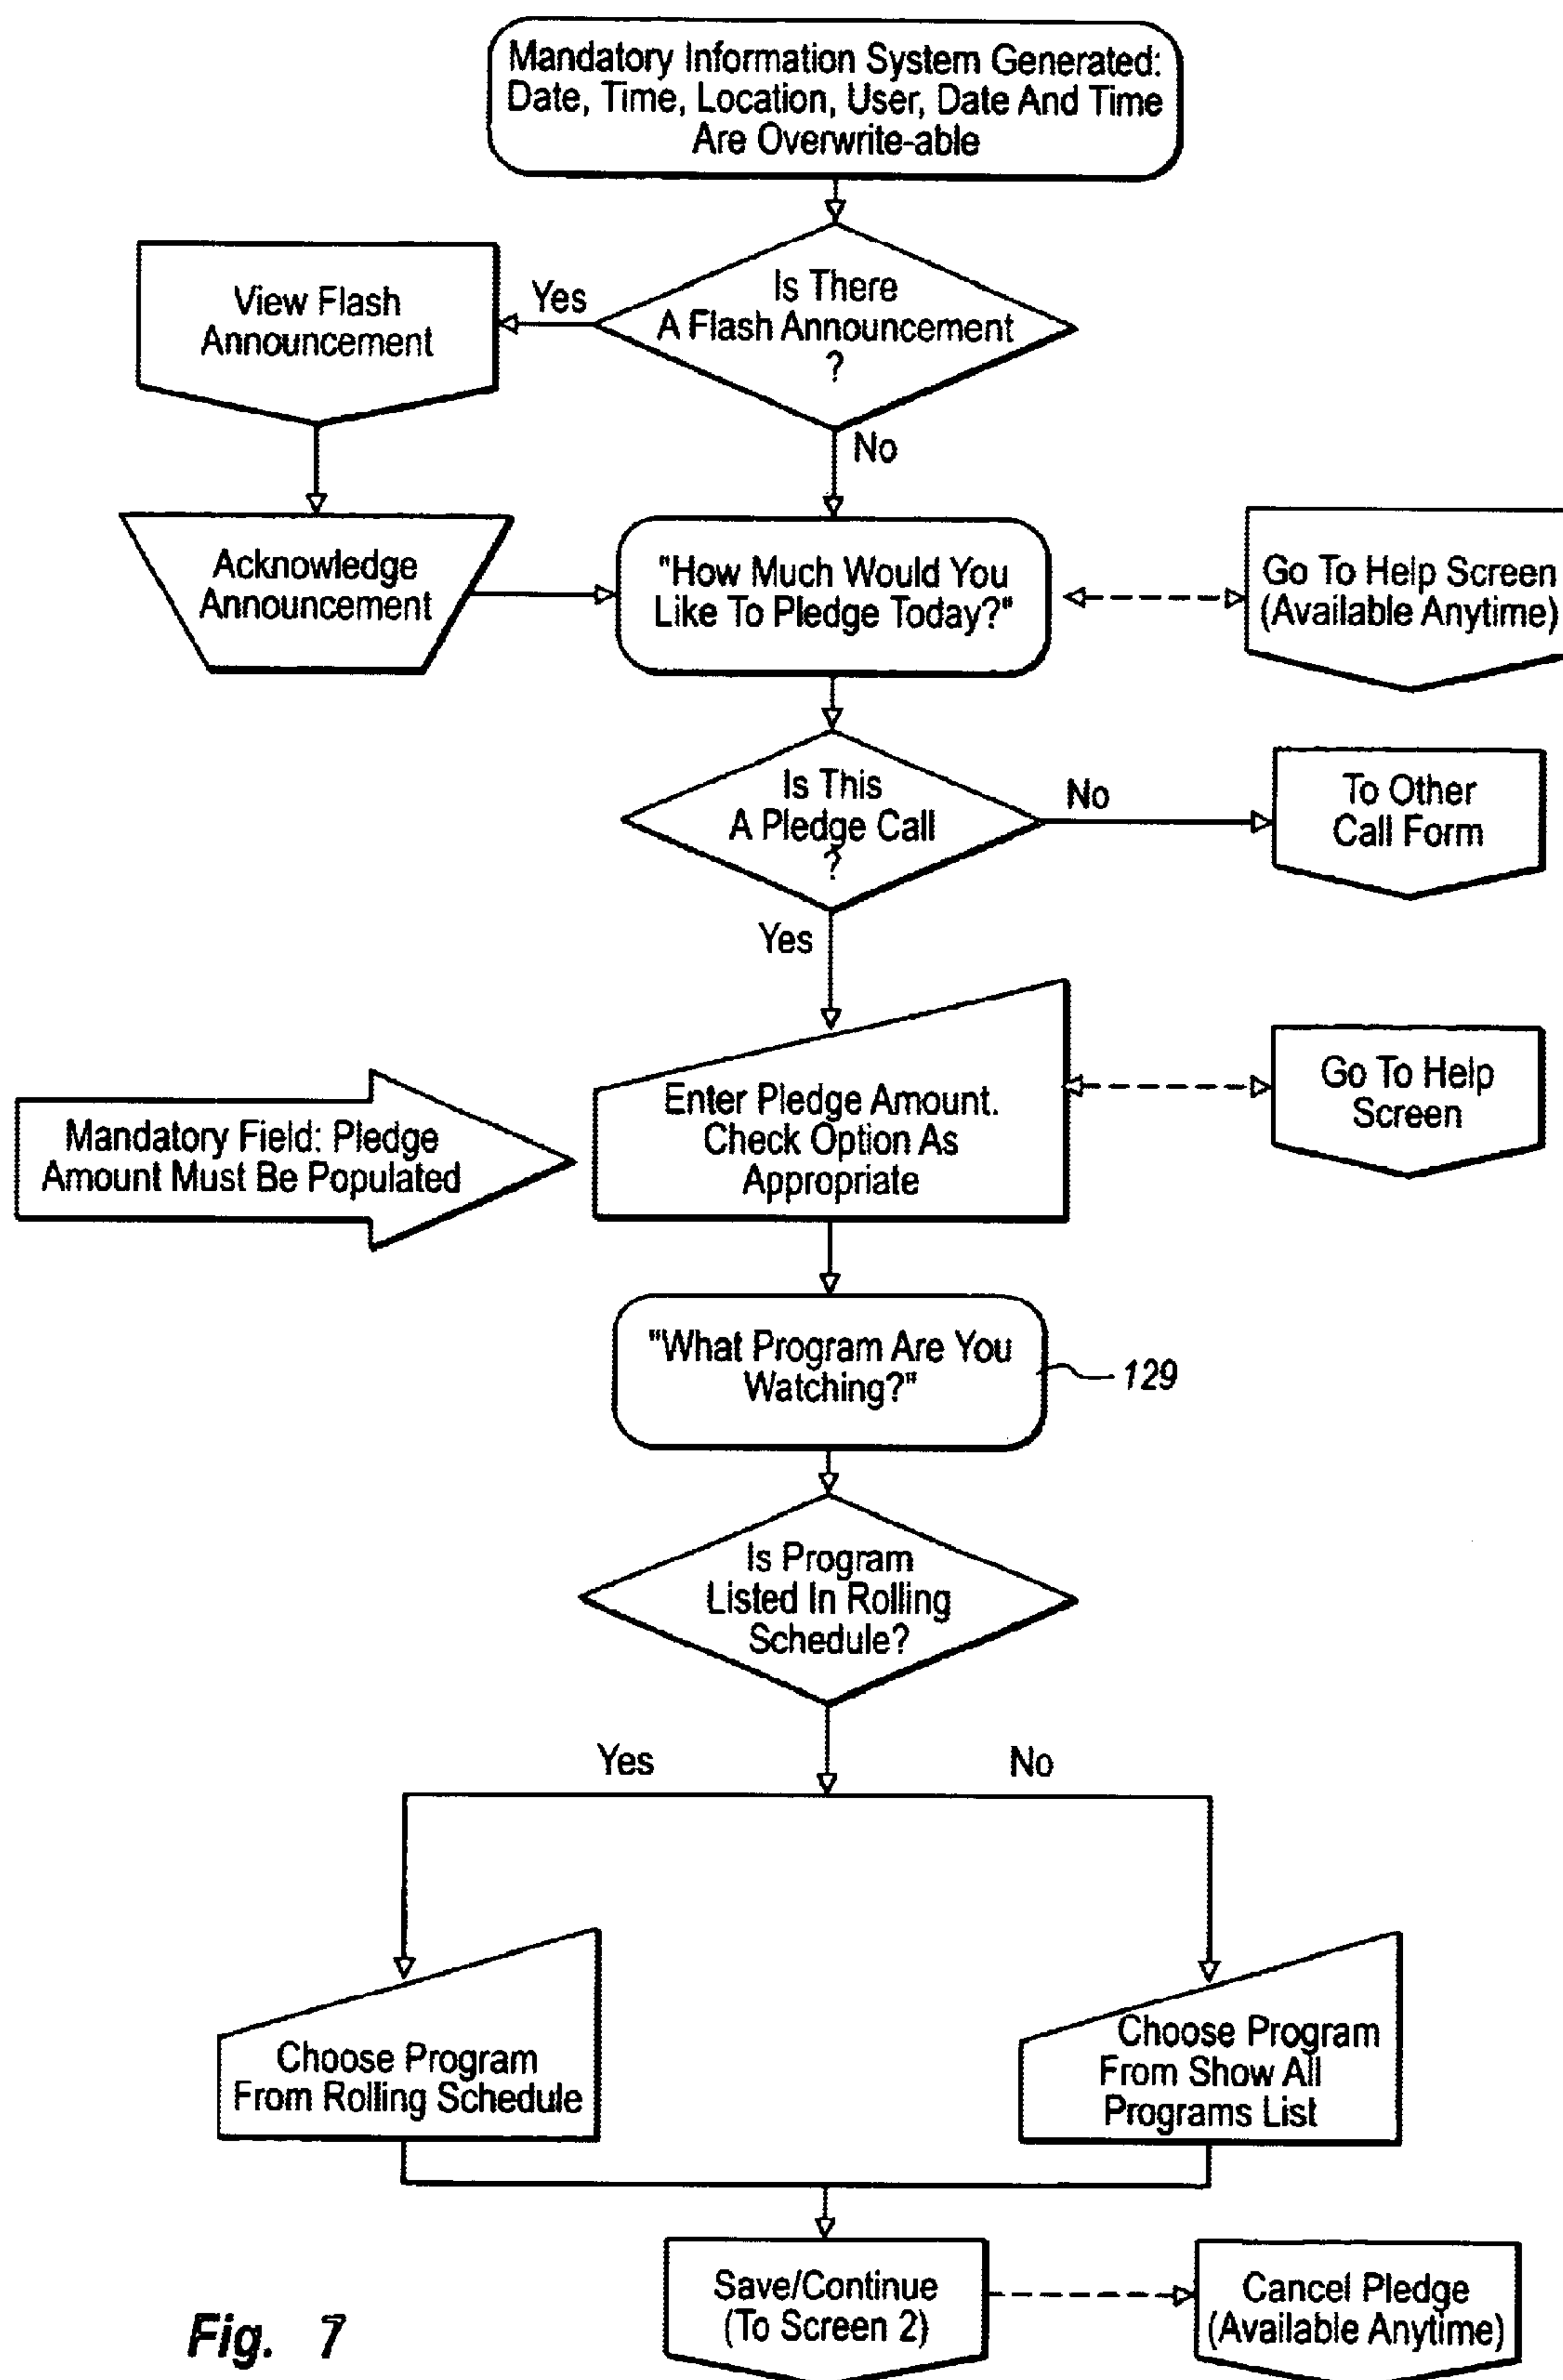 Mandatory Information System Generated:
Date, Time, Location, User, Date And Time
Are Overwrite-able
Is There
A Flash Announcement
?
Yes
View Flash
Announcement
No
Acknowledge
Announcement
"How Much Would You
Like To Pledge Today?"
Go To Help Screen
(Available Anytime)
Is This
A Pledge Call
?
No
To Other
Call Form
Yes
Mandatory Field: Pledge
Amount Must Be Populated
Enter Pledge Amount.
Check Option As
Appropriate
Go To Help
Screen
"What Program Are You
Watching?"
129
Is Program
Listed In Rolling
Schedule?
Yes
No
Choose Program
From Rolling Schedule
Choose Program
From Show All
Programs List
Save/Continue
(To Screen 2)
Cancel Pledge
(Available Anytime)
Fig. 7